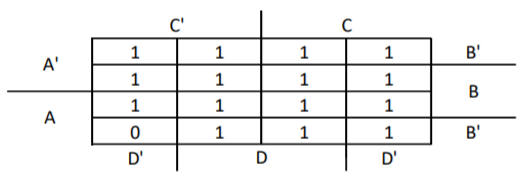 C' C
A' 1 1 1 1 B'
1 1 1 1 B
A 1 1 1 1
0 1 1 1 B'
D' D D'